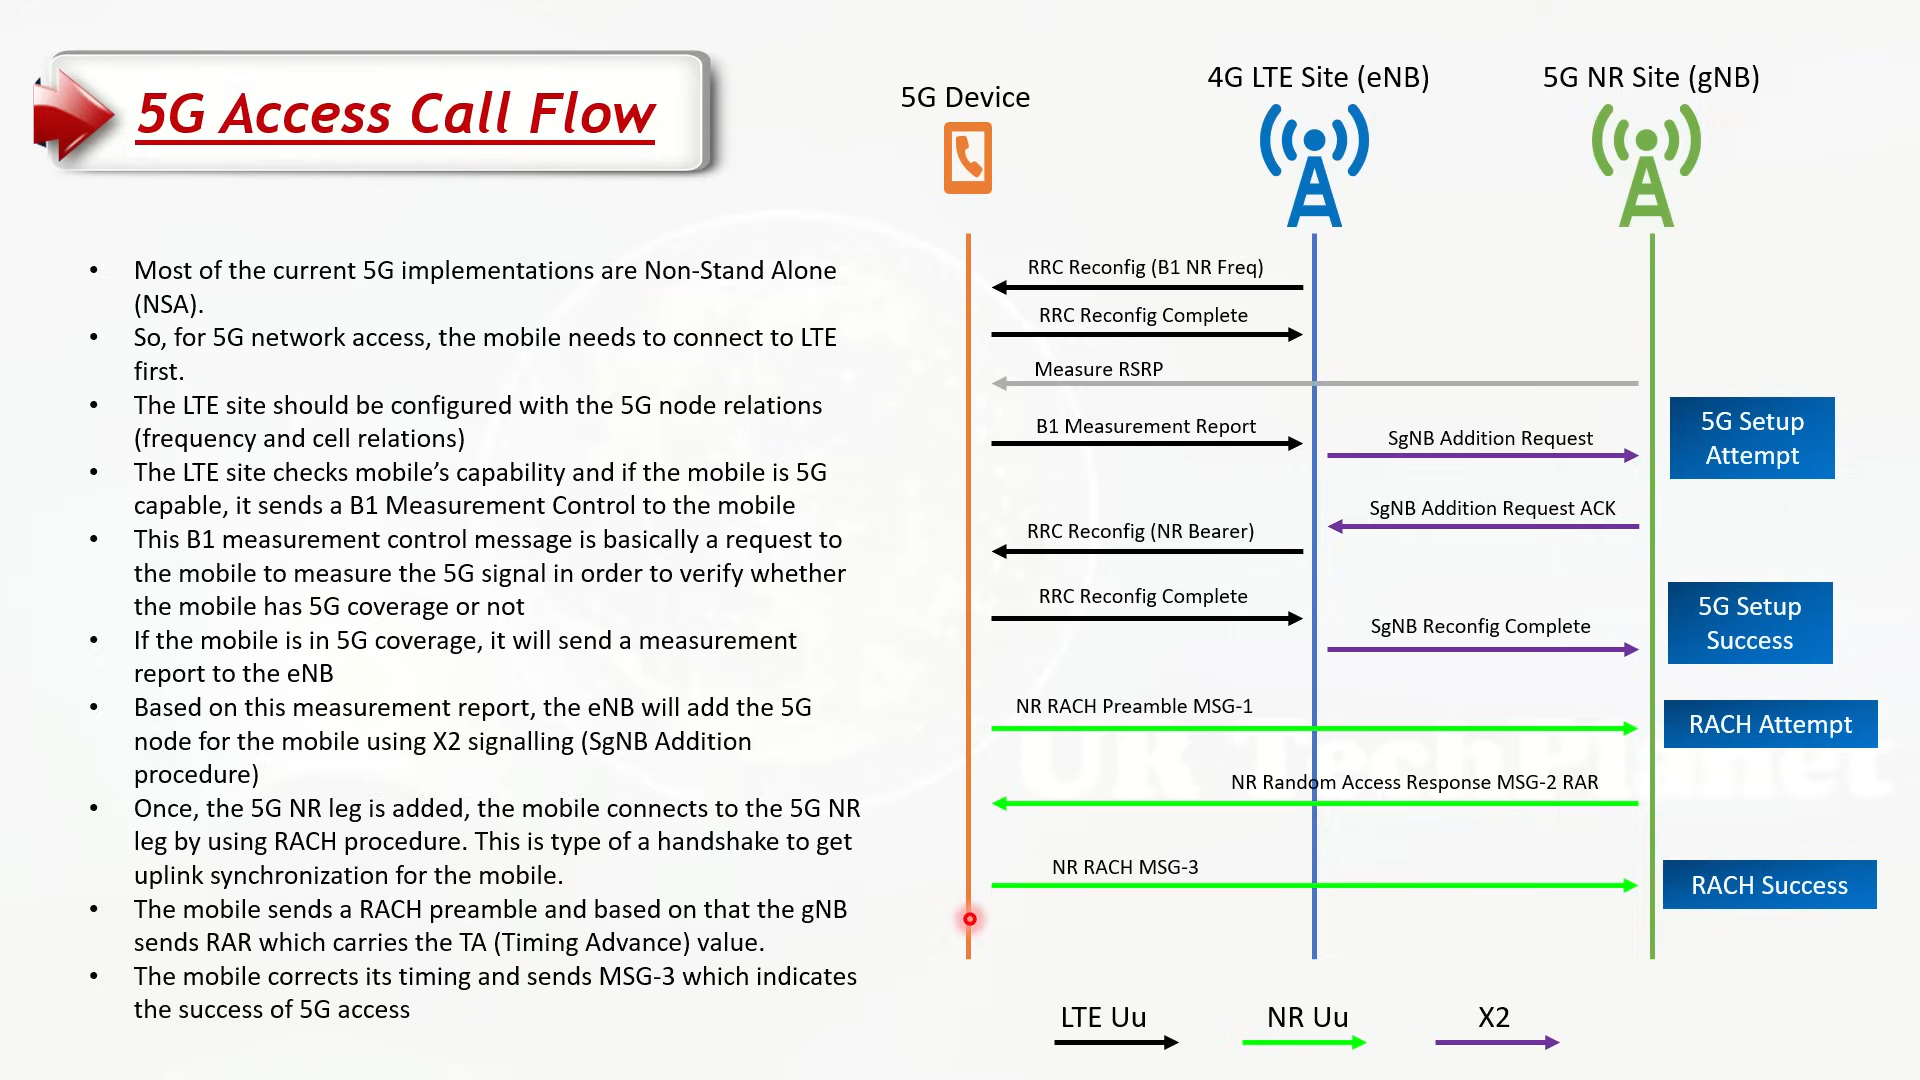 5G Access Call Flow
• Most of the current 5G implementations are Non-Stand Alone
(NSA).
• So, for 5G network access, the mobile needs to connect to LTE
first.
• The LTE site should be configured with the 5G node relations
(frequency and cell relations)
• The LTE site checks mobile’s capability and if the mobile is 5G
capable, it sends a B1 Measurement Control to the mobile
• This B1 measurement control message is basically a request to
the mobile to measure the 5G signal in order to verify whether
the mobile has 5G coverage or not
• If the mobile is in 5G coverage, it will send a measurement
report to the eNB
• Based on this measurement report, the eNB will add the 5G
node for the mobile using X2 signalling (SgNB Addition
procedure)
• Once, the 5G NR leg is added, the mobile connects to the 5G NR
leg by using RACH procedure. This is type of a handshake to get
uplink synchronization for the mobile.
• The mobile sends a RACH preamble and based on that the gNB
sends RAR which carries the TA (Timing Advance) value.
• The mobile corrects its timing and sends MSG-3 which indicates
the success of 5G access
5G Device
4G LTE Site (eNB)
5G NR Site (gNB)
RRC Reconfig (B1 NR Freq)
RRC Reconfig Complete
Measure RSRP
B1 Measurement Report
SgNB Addition Request
5G Setup
Attempt
SgNB Addition Request ACK
RRC Reconfig (NR Bearer)
RRC Reconfig Complete
SgNB Reconfig Complete
5G Setup
Success
NR RACH Preamble MSG-1
RACH Attempt
Our TechPlanet
NR Random Access Response MSG-2 RAR
NR RACH MSG-3
RACH Success
LTE Uu
NR Uu
X2